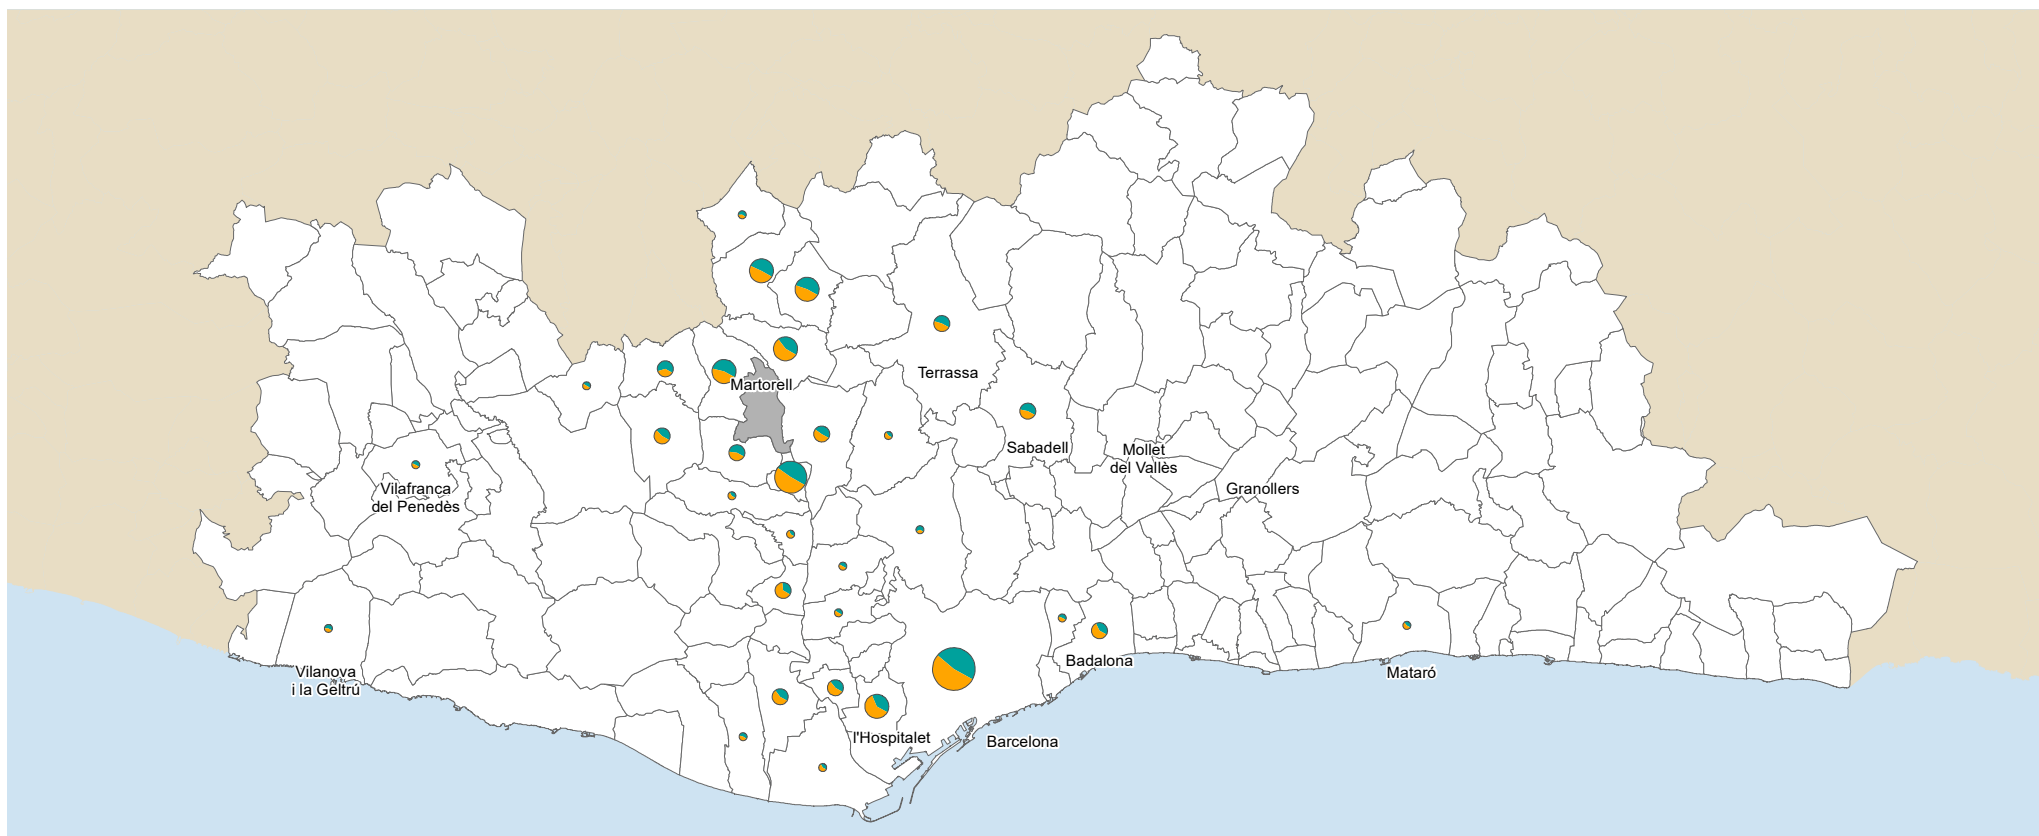 Terrassa
Martorell
Sabadell
Mollet
del Vallès
Granollers
Vilafranca
del Penedès
Vilanova
i la Geltrú
Badalona
Mataró
l'Hospitalet
Barcelona